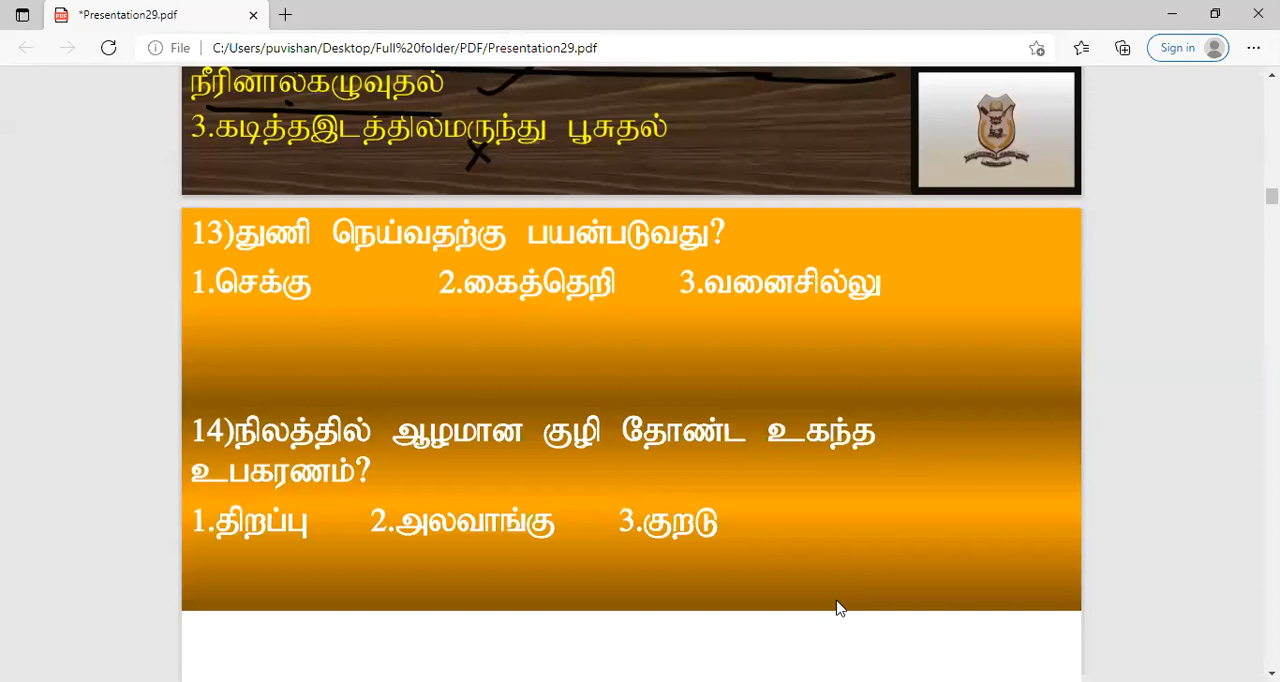 *Presentation29.pdf
File C:/Users/puvishan/Desktop/Full%20folder/PDF/Presentation29.pdf Sign in
நீரினால்கழுவுதல்
3.கடித்தஇடத்தில்மருந்து பூசுதல்
13)துணி நெய்வதற்கு பயன்படுவது?
1.செக்கு 2.கைத்தெறி 3.வனைசில்லு
14)நிலத்தில் ஆழமான குழி தோண்ட உகந்த
உபகரணம்?
1.திறப்பு 2.அலவாங்கு 3.குறடு